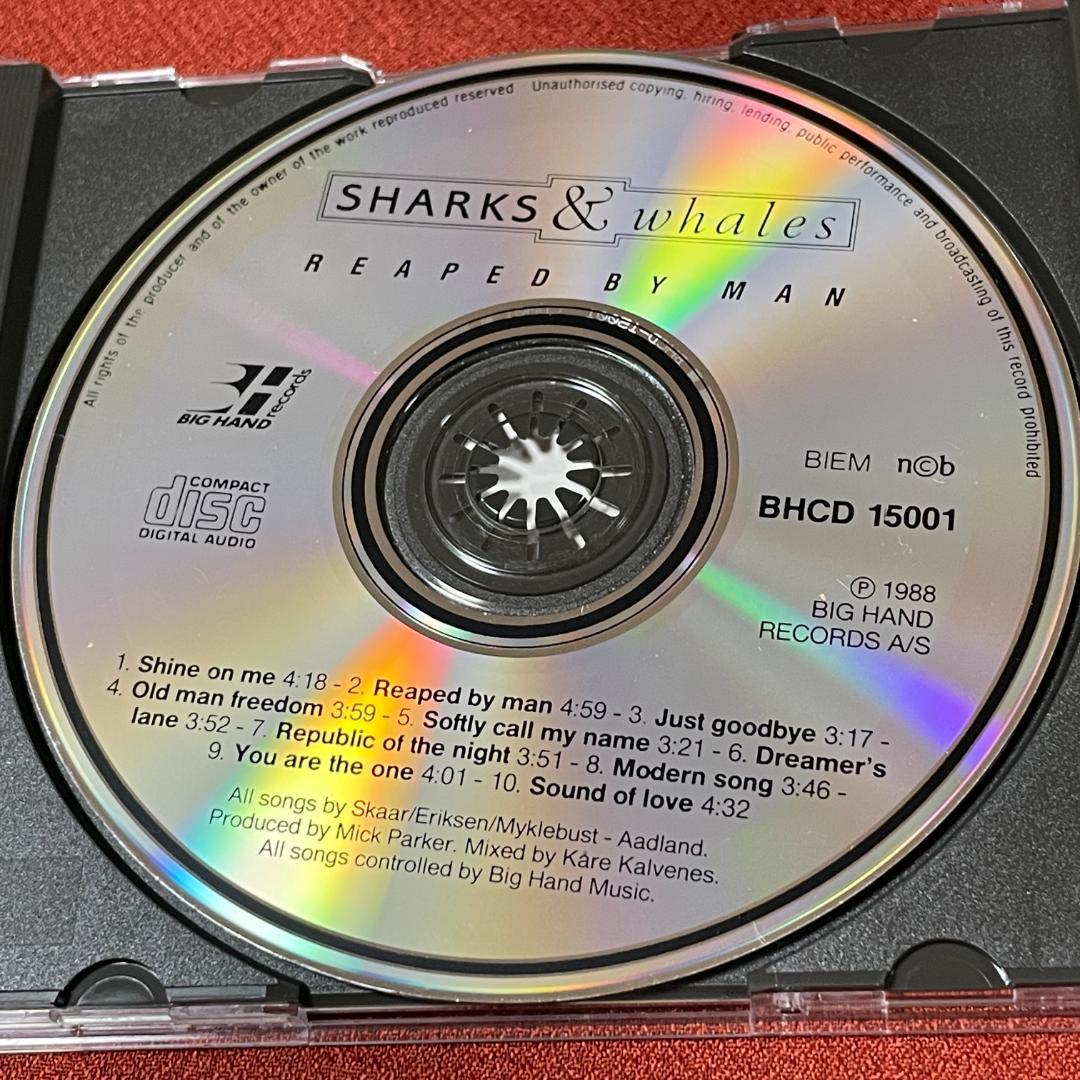 All rights of the producer and of the owner of the work reproduced reserved Unauthorised copying, hiring, lending, public performance and broadcasting of this record prohibited
SHARKS & whales
REAPED BY MAN
BIG HAND records
COMPACT
disc
DIGITAL AUDIO
BIEM n©b
BHCD 15001
℗ 1988
BIG HAND
RECORDS A/S
1. Shine on me 4:18 - 2. Reaped by man 4:59 - 3. Just goodbye 3:17 -
4. Old man freedom 3:59 - 5. Softly call my name 3:21 - 6. Dreamer's
lane 3:52 - 7. Republic of the night 3:51 - 8. Modern song 3:46 -
9. You are the one 4:01 - 10. Sound of love 4:32
All songs by Skaar/Eriksen/Myklebust - Aadland.
Produced by Mick Parker. Mixed by Kåre Kalvenes.
All songs controlled by Big Hand Music.